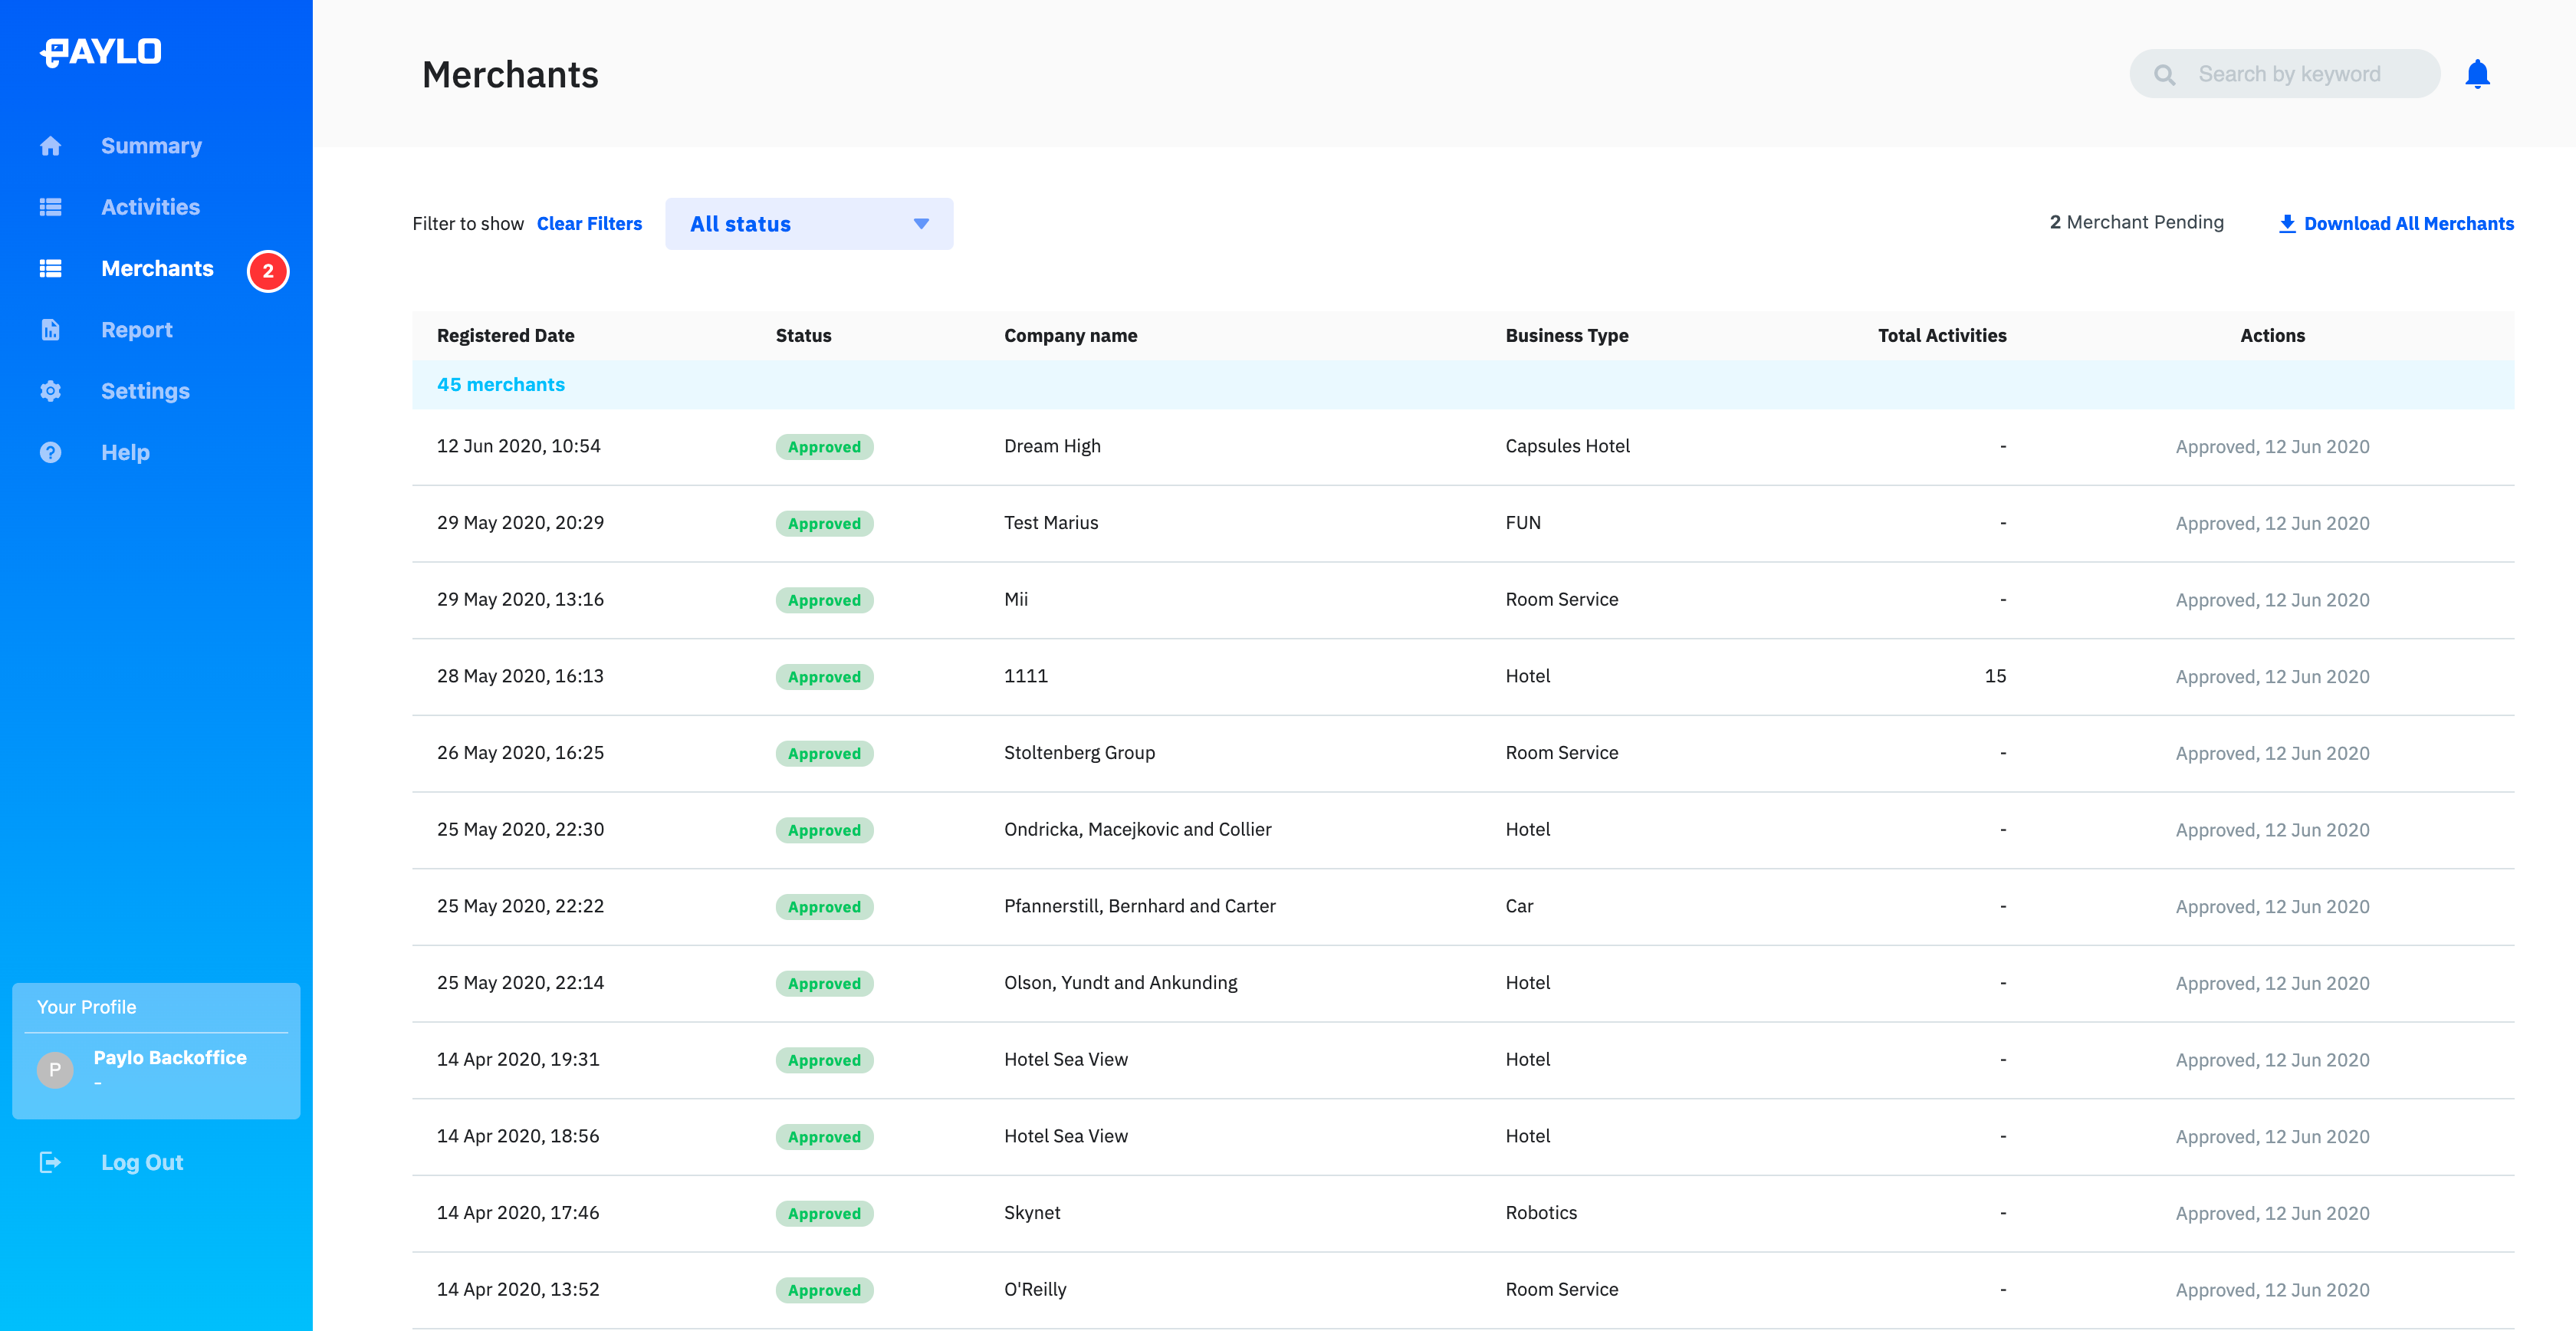 PAYLO
Summary
Activities
Merchants 2
Report
Settings
Help
Your Profile
P Paylo Backoffice
-
Log Out
Merchants
Search by keyword
Filter to show Clear Filters All status 2 Merchant Pending Download All Merchants
Registered Date Status Company name Business Type Total Activities Actions
45 merchants
12 Jun 2020, 10:54 Approved Dream High Capsules Hotel - Approved, 12 Jun 2020
29 May 2020, 20:29 Approved Test Marius FUN - Approved, 12 Jun 2020
29 May 2020, 13:16 Approved Mii Room Service - Approved, 12 Jun 2020
28 May 2020, 16:13 Approved 1111 Hotel 15 Approved, 12 Jun 2020
26 May 2020, 16:25 Approved Stoltenberg Group Room Service - Approved, 12 Jun 2020
25 May 2020, 22:30 Approved Ondricka, Macejkovic and Collier Hotel - Approved, 12 Jun 2020
25 May 2020, 22:22 Approved Pfannerstill, Bernhard and Carter Car - Approved, 12 Jun 2020
25 May 2020, 22:14 Approved Olson, Yundt and Ankunding Hotel - Approved, 12 Jun 2020
14 Apr 2020, 19:31 Approved Hotel Sea View Hotel - Approved, 12 Jun 2020
14 Apr 2020, 18:56 Approved Hotel Sea View Hotel - Approved, 12 Jun 2020
14 Apr 2020, 17:46 Approved Skynet Robotics - Approved, 12 Jun 2020
14 Apr 2020, 13:52 Approved O'Reilly Room Service - Approved, 12 Jun 2020